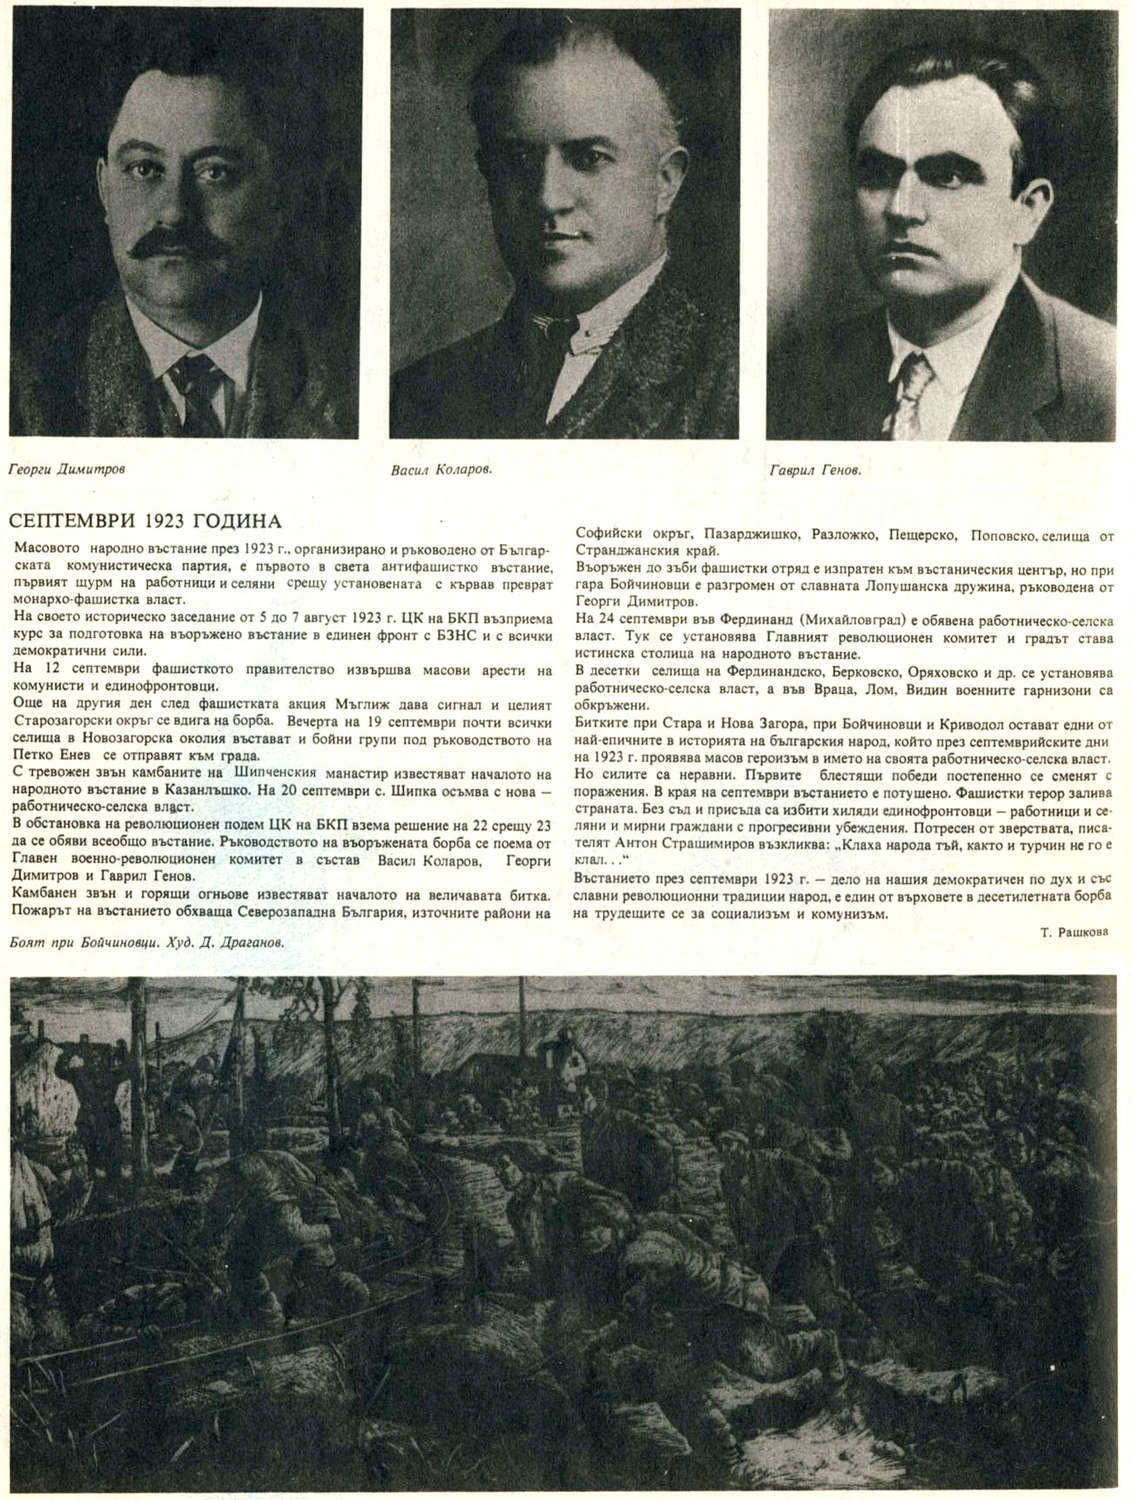 Георги Димитров
Васил Коларов.
Гаврил Генов.
СЕПТЕМВРИ 1923 ГОДИНА
Масовото народно въстание през 1923 г., организирано и ръководено от Българ-
ската комунистическа партия, е първото в света антифашистко въстание,
първият щурм на работници и селяни срещу установената с кървав преврат
монархо-фашистка власт.
На своето историческо заседание от 5 до 7 август 1923 г. ЦК на БКП възприема
курс за подготовка на въоръжено въстание в единен фронт с БЗНС и с всички
демократични сили.
На 12 септември фашисткото правителство извършва масови арести на
комунисти и единофронтовци.
Още на другия ден след фашистката акция Мъглиж дава сигнал и целият
Старозагорски окръг се вдига на борба. Вечерта на 19 септември почти всички
селища в Новозагорска околия въстават и бойни групи под ръководството на
Петко Енев се отправят към града.
С тревожен звън камбаните на Шипченския манастир известяват началото на
народното въстание в Казанлъшко. На 20 септември с. Шипка осъмва с нова —
работническо-селска власт.
В обстановка на революционен подем ЦК на БКП взема решение на 22 срещу 23
да се обяви всеобщо въстание. Ръководството на въоръжената борба се поема от
Главен военно-революционен комитет в състав Васил Коларов, Георги
Димитров и Гаврил Генов.
Камбанен звън и горящи огньове известяват началото на величавата битка.
Пожарът на въстанието обхваща Северозападна България, източните райони на
Софийски окръг, Пазарджишко, Разложко, Пещерско, Поповско, селища от
Странджанския край.
Въоръжен до зъби фашистки отряд е изпратен към въстаническия център, но при
гара Бойчиновци е разгромен от славната Лопушанска дружина, ръководена от
Георги Димитров.
На 24 септември във Фердинанд (Михайловград) е обявена работническо-селска
власт. Тук се установява Главният революционен комитет и градът става
истинска столица на народното въстание.
В десетки селища на Фердинандско, Берковско, Оряховско и др. се установява
работническо-селска власт, а във Враца, Лом, Видин военните гарнизони са
обкръжени.
Битките при Стара и Нова Загора, при Бойчиновци и Криводол остават едни от
най-епичните в историята на българския народ, който през септемврийските дни
на 1923 г. проявява масов героизъм в името на своята работническо-селска власт.
Но силите са неравни. Първите блестящи победи постепенно се сменят с
поражения. В края на септември въстанието е потушено. Фашистки терор залива
страната. Без съд и присъда са избити хиляди единофронтовци — работници и се-
ляни и мирни граждани с прогресивни убеждения. Потресен от зверствата, писа-
телят Антон Страшимиров възкликва: „Клаха народа тъй, както и турчин не го е
клал. . .“
Въстанието през септември 1923 г. — дело на нашия демократичен по дух и със
славни революционни традиции народ, е един от върховете в десетилетната борба
на трудещите се за социализъм и комунизъм.
Т. Рашкова
Боят при Бойчиновци. Худ. Д. Драганов.